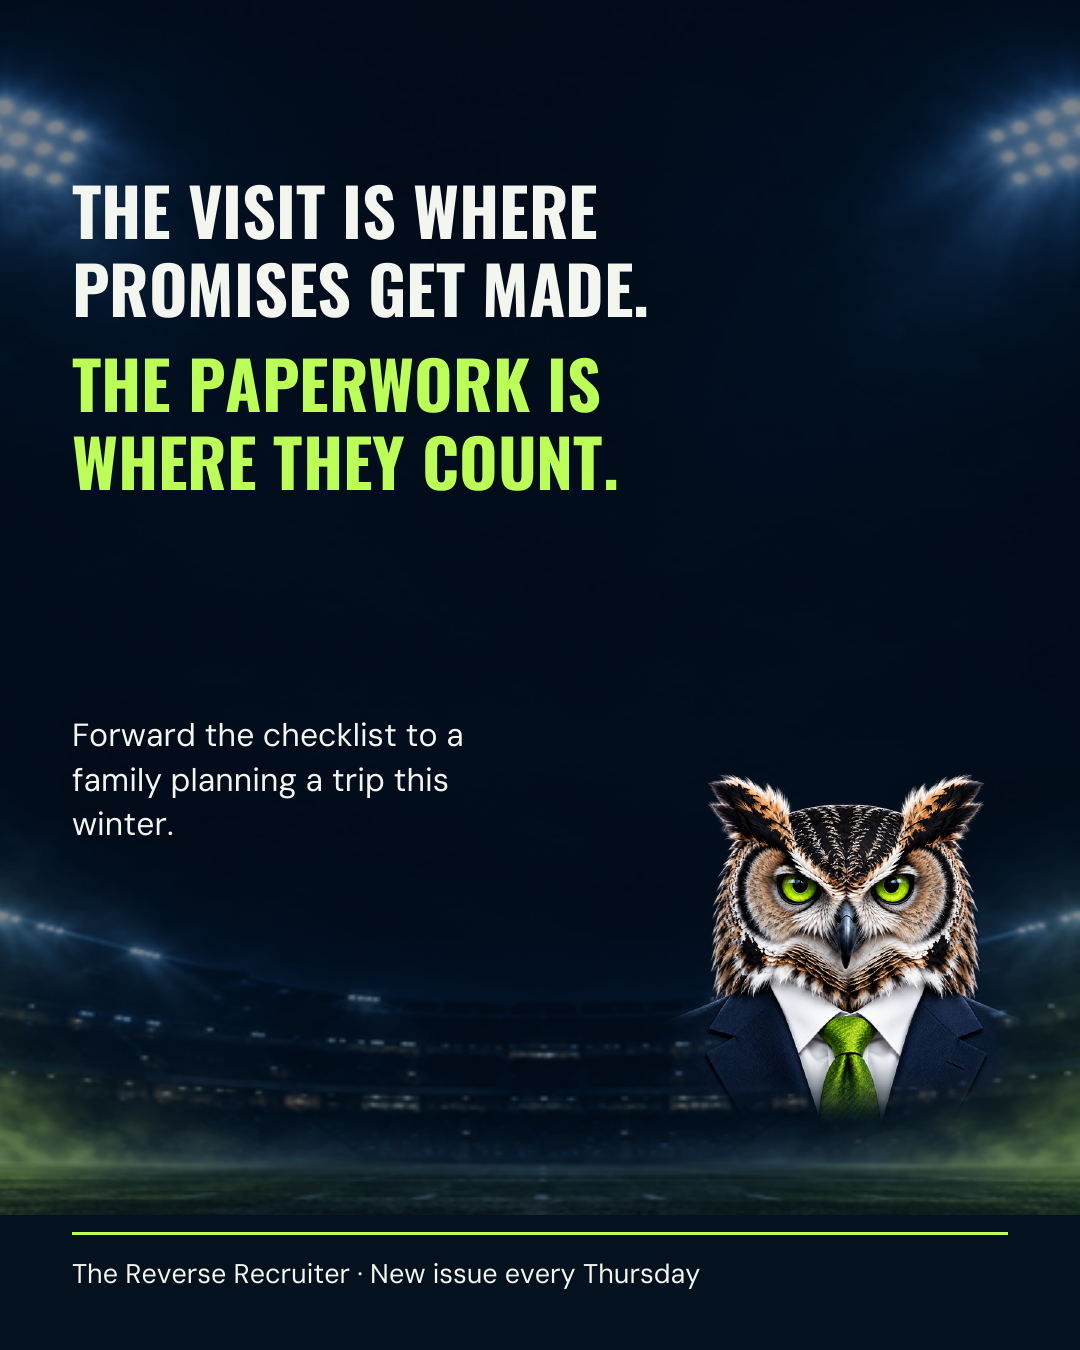 THE VISIT IS WHERE
PROMISES GET MADE.
THE PAPERWORK IS
WHERE THEY COUNT.
Forward the checklist to a
family planning a trip this
winter.
The Reverse Recruiter · New issue every Thursday